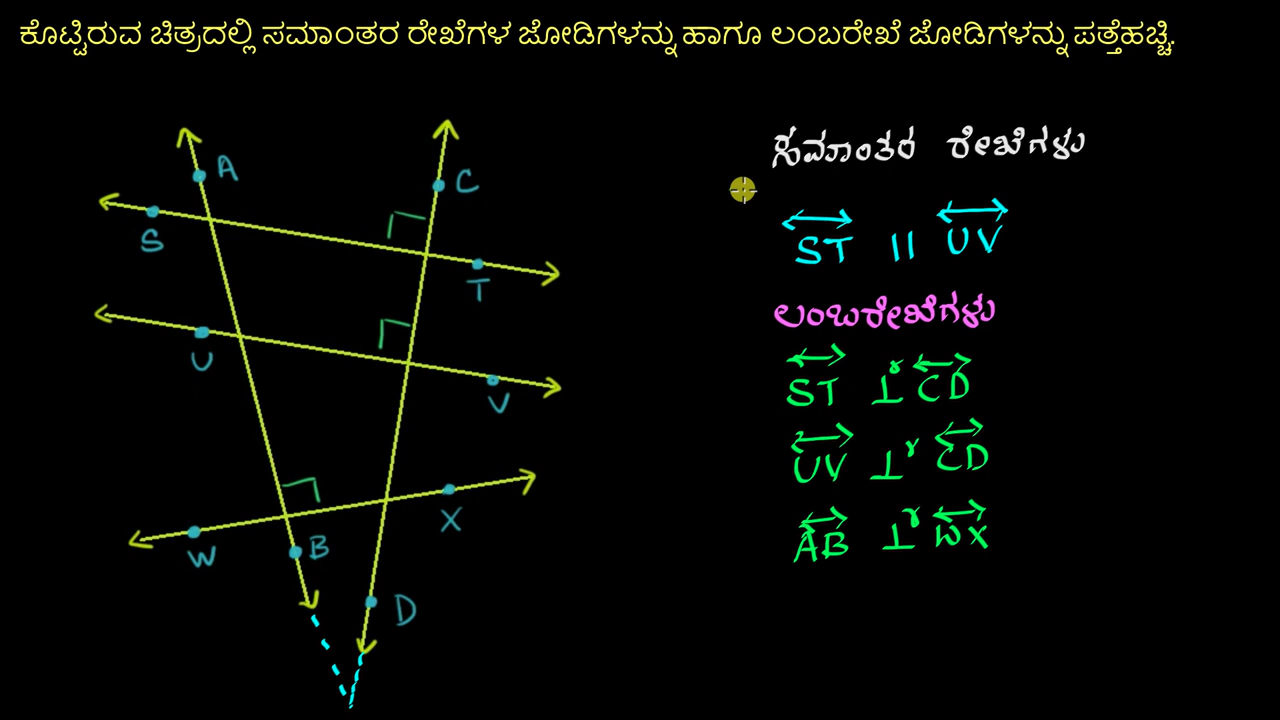 ಕೊಟ್ಟಿರುವ ಚಿತ್ರದಲ್ಲಿ ಸಮಾಂತರ ರೇಖೆಗಳ ಜೋಡಿಗಳನ್ನು ಹಾಗೂ ಲಂಬರೇಖೆ ಜೋಡಿಗಳನ್ನು ಪತ್ತೆಹಚ್ಚಿ.
A
C
S
T
U
V
W
B
X
D
ಸಮಾಂತರ ರೇಖೆಗಳು
ST || UV
ಲಂಬರೇಖೆಗಳು
ST ⊥r CD
UV ⊥r CD
AB ⊥r WX